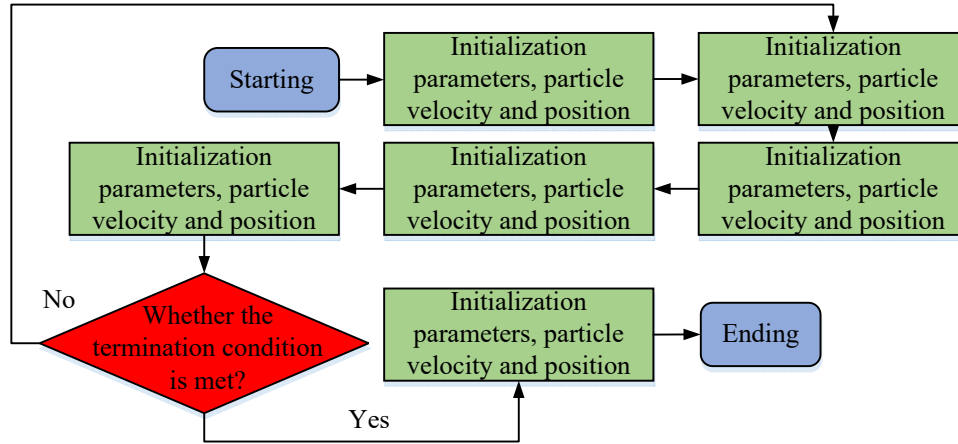 Starting
Initialization
parameters, particle
velocity and position
Initialization
parameters, particle
velocity and position
Initialization
parameters, particle
velocity and position
Initialization
parameters, particle
velocity and position
Initialization
parameters, particle
velocity and position
No
Whether the
termination condition
is met?
Yes
Initialization
parameters, particle
velocity and position
Ending